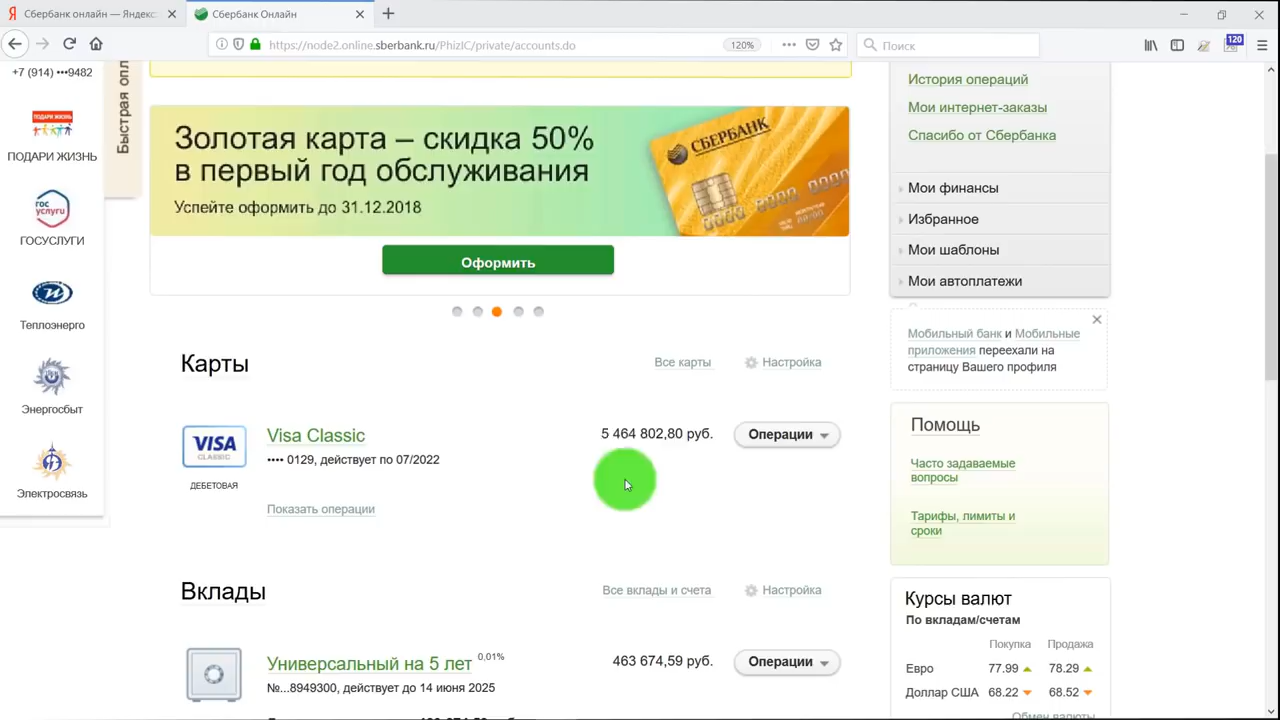 Сбербанк онлайн — Яндекс:
Сбербанк Онлайн
https://node2.online.sberbank.ru/PhizIC/private/accounts.do
120%
Поиск
120
+7 (914) •••9482
Быстрая опл
ПОДАРИ ЖИЗНЬ
ПОДАРИ ЖИЗНЬ
гос
услуги
ГОСУСЛУГИ
Теплоэнерго
Энергосбыт
Электросвязь
Золотая карта – скидка 50%
в первый год обслуживания
Успейте оформить до 31.12.2018
СБЕРБАНК
Оформить
Карты
Все карты
Настройка
VISA
CLASSIC
ДЕБЕТОВАЯ
Visa Classic
•••• 0129, действует по 07/2022
Показать операции
5 464 802,80 руб.
Операции
Вклады
Все вклады и счета
Настройка
Универсальный на 5 лет 0.01%
№...8949300, действует до 14 июня 2025
463 674,59 руб.
Операции
История операций
Мои интернет-заказы
Спасибо от Сбербанка
Мои финансы
Избранное
Мои шаблоны
Мои автоплатежи
Мобильный банк и Мобильные
приложения переехали на
страницу Вашего профиля
Помощь
Часто задаваемые
вопросы
Тарифы, лимиты и
сроки
Курсы валют
По вкладам/счетам
Покупка Продажа
Евро 77.99 78.29
Доллар США 68.22 68.52
Обмен валюты